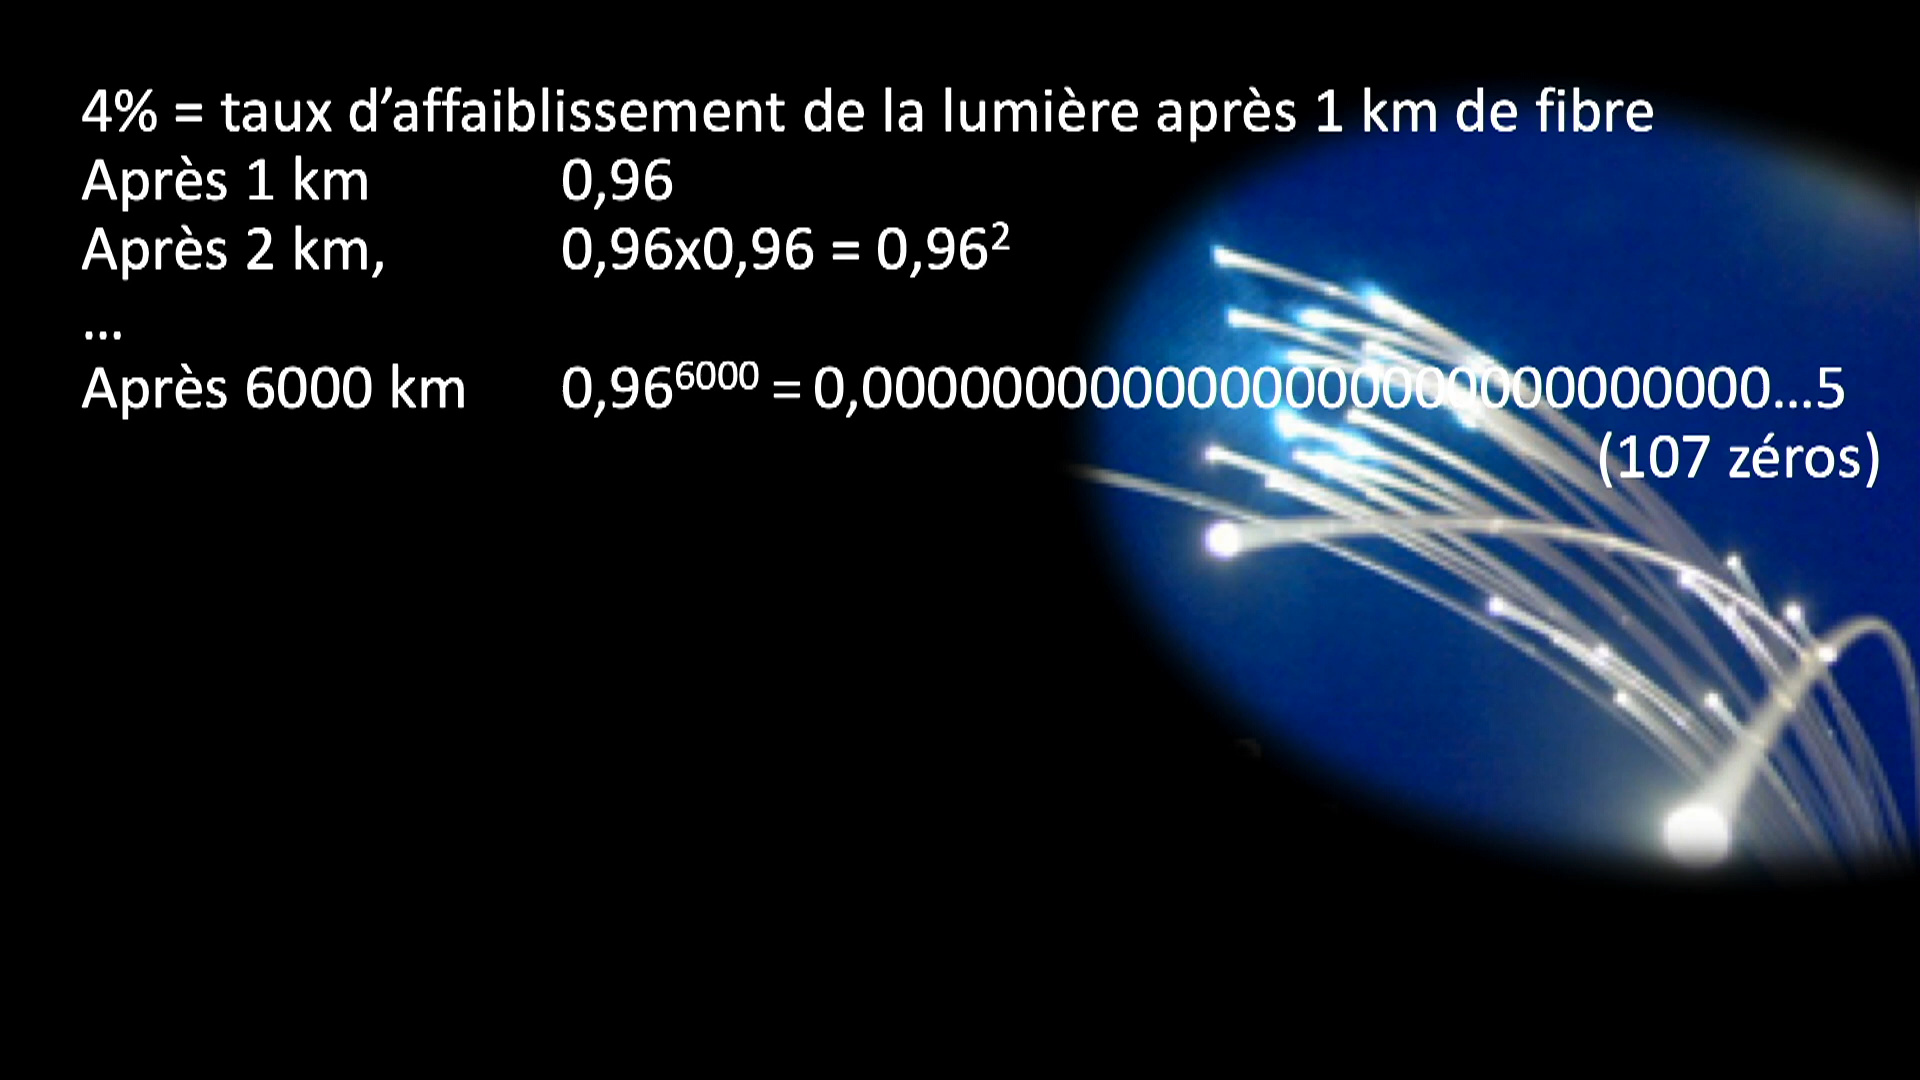 4% = taux d’affaiblissement de la lumière après 1 km de fibre
Après 1 km 0,96
Après 2 km, 0,96x0,96 = 0,96²
...
Après 6000 km 0,96⁶⁰⁰⁰ = 0,0000000000000000000000000000...5
(107 zéros)